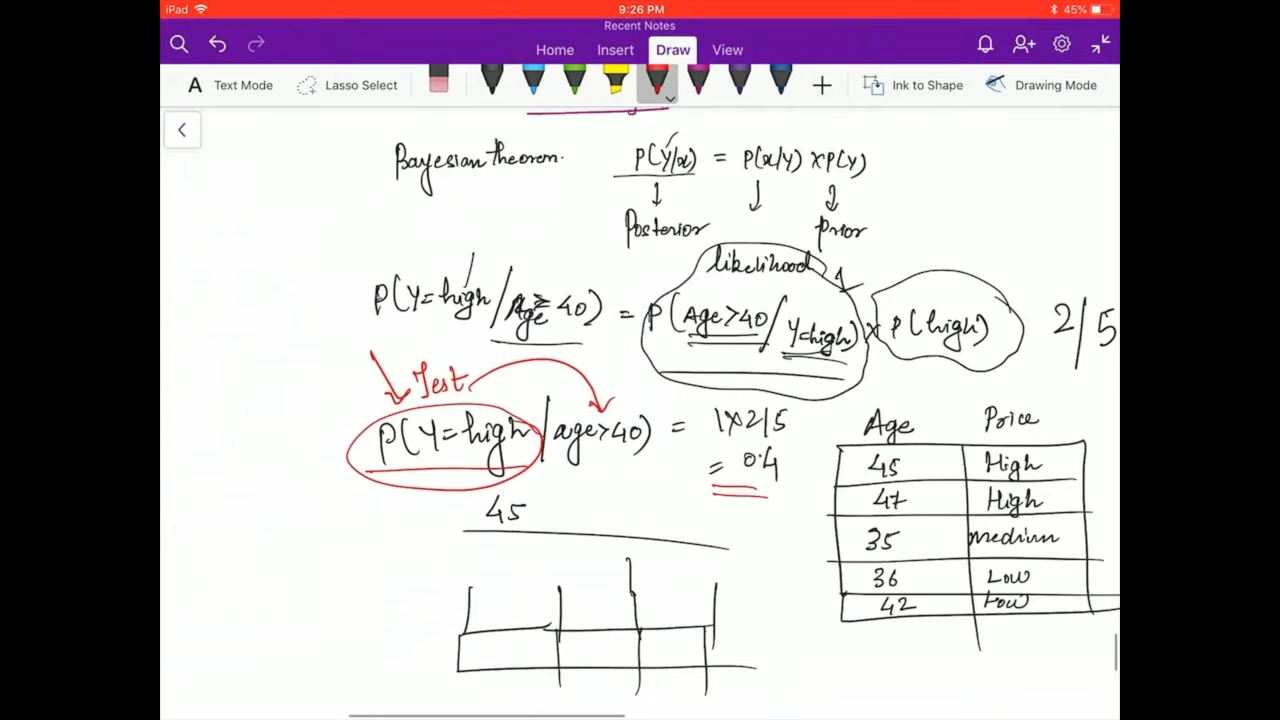 iPad 9:26 PM 45%
Recent Notes
Home Insert Draw View
A Text Mode Lasso Select + Ink to Shape Drawing Mode
Bayesian Theorem. P(Y/x) = P(x/Y) x P(Y)
Posterior Prior
likelihood
P(Y=high/Age≥40) = P(Age>40/Y=high) x P(high) 2/5
Test
P(Y=high/age>40) = 1x2/5
= 0.4
45
Age Price
45 High
47 High
35 medium
36 Low
42 Low